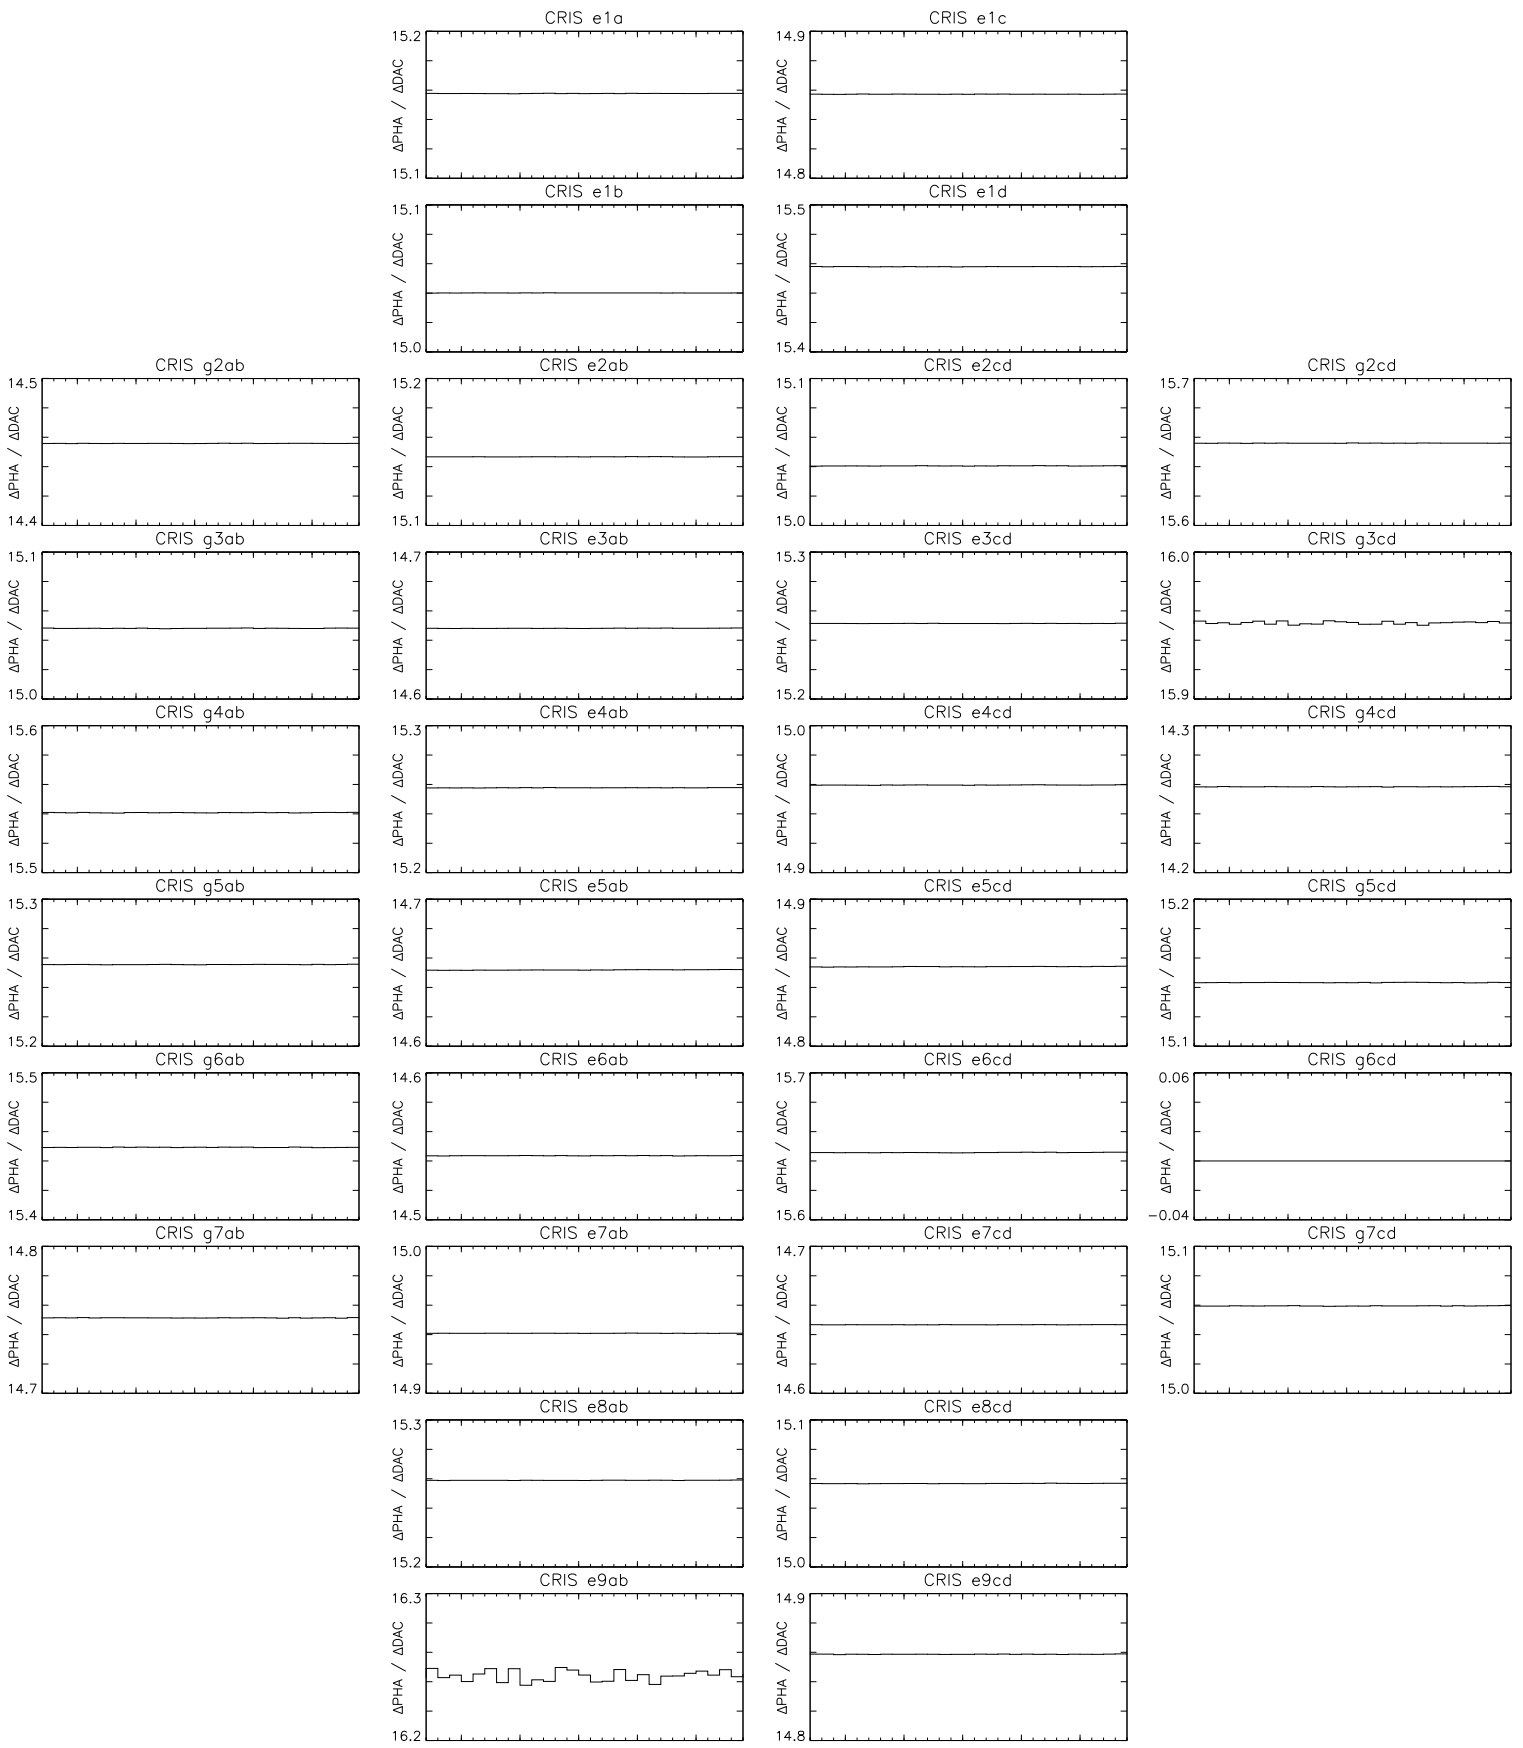 CRIS e1a
15.2
ΔPHA / ΔDAC
15.1
CRIS e1c
14.9
ΔPHA / ΔDAC
14.8
CRIS e1b
15.1
ΔPHA / ΔDAC
15.0
CRIS e1d
15.5
ΔPHA / ΔDAC
15.4
CRIS g2ab
14.5
ΔPHA / ΔDAC
14.4
CRIS e2ab
15.2
ΔPHA / ΔDAC
15.1
CRIS e2cd
15.1
ΔPHA / ΔDAC
15.0
CRIS g2cd
15.7
ΔPHA / ΔDAC
15.6
CRIS g3ab
15.1
ΔPHA / ΔDAC
15.0
CRIS e3ab
14.7
ΔPHA / ΔDAC
14.6
CRIS e3cd
15.3
ΔPHA / ΔDAC
15.2
CRIS g3cd
16.0
ΔPHA / ΔDAC
15.9
CRIS g4ab
15.6
ΔPHA / ΔDAC
15.5
CRIS e4ab
15.3
ΔPHA / ΔDAC
15.2
CRIS e4cd
15.0
ΔPHA / ΔDAC
14.9
CRIS g4cd
14.3
ΔPHA / ΔDAC
14.2
CRIS g5ab
15.3
ΔPHA / ΔDAC
15.2
CRIS e5ab
14.7
ΔPHA / ΔDAC
14.6
CRIS e5cd
14.9
ΔPHA / ΔDAC
14.8
CRIS g5cd
15.2
ΔPHA / ΔDAC
15.1
CRIS g6ab
15.5
ΔPHA / ΔDAC
15.4
CRIS e6ab
14.6
ΔPHA / ΔDAC
14.5
CRIS e6cd
15.7
ΔPHA / ΔDAC
15.6
CRIS g6cd
0.06
ΔPHA / ΔDAC
−0.04
CRIS g7ab
14.8
ΔPHA / ΔDAC
14.7
CRIS e7ab
15.0
ΔPHA / ΔDAC
14.9
CRIS e7cd
14.7
ΔPHA / ΔDAC
14.6
CRIS g7cd
15.1
ΔPHA / ΔDAC
15.0
CRIS e8ab
15.3
ΔPHA / ΔDAC
15.2
CRIS e8cd
15.1
ΔPHA / ΔDAC
15.0
CRIS e9ab
16.3
ΔPHA / ΔDAC
16.2
CRIS e9cd
14.9
ΔPHA / ΔDAC
14.8